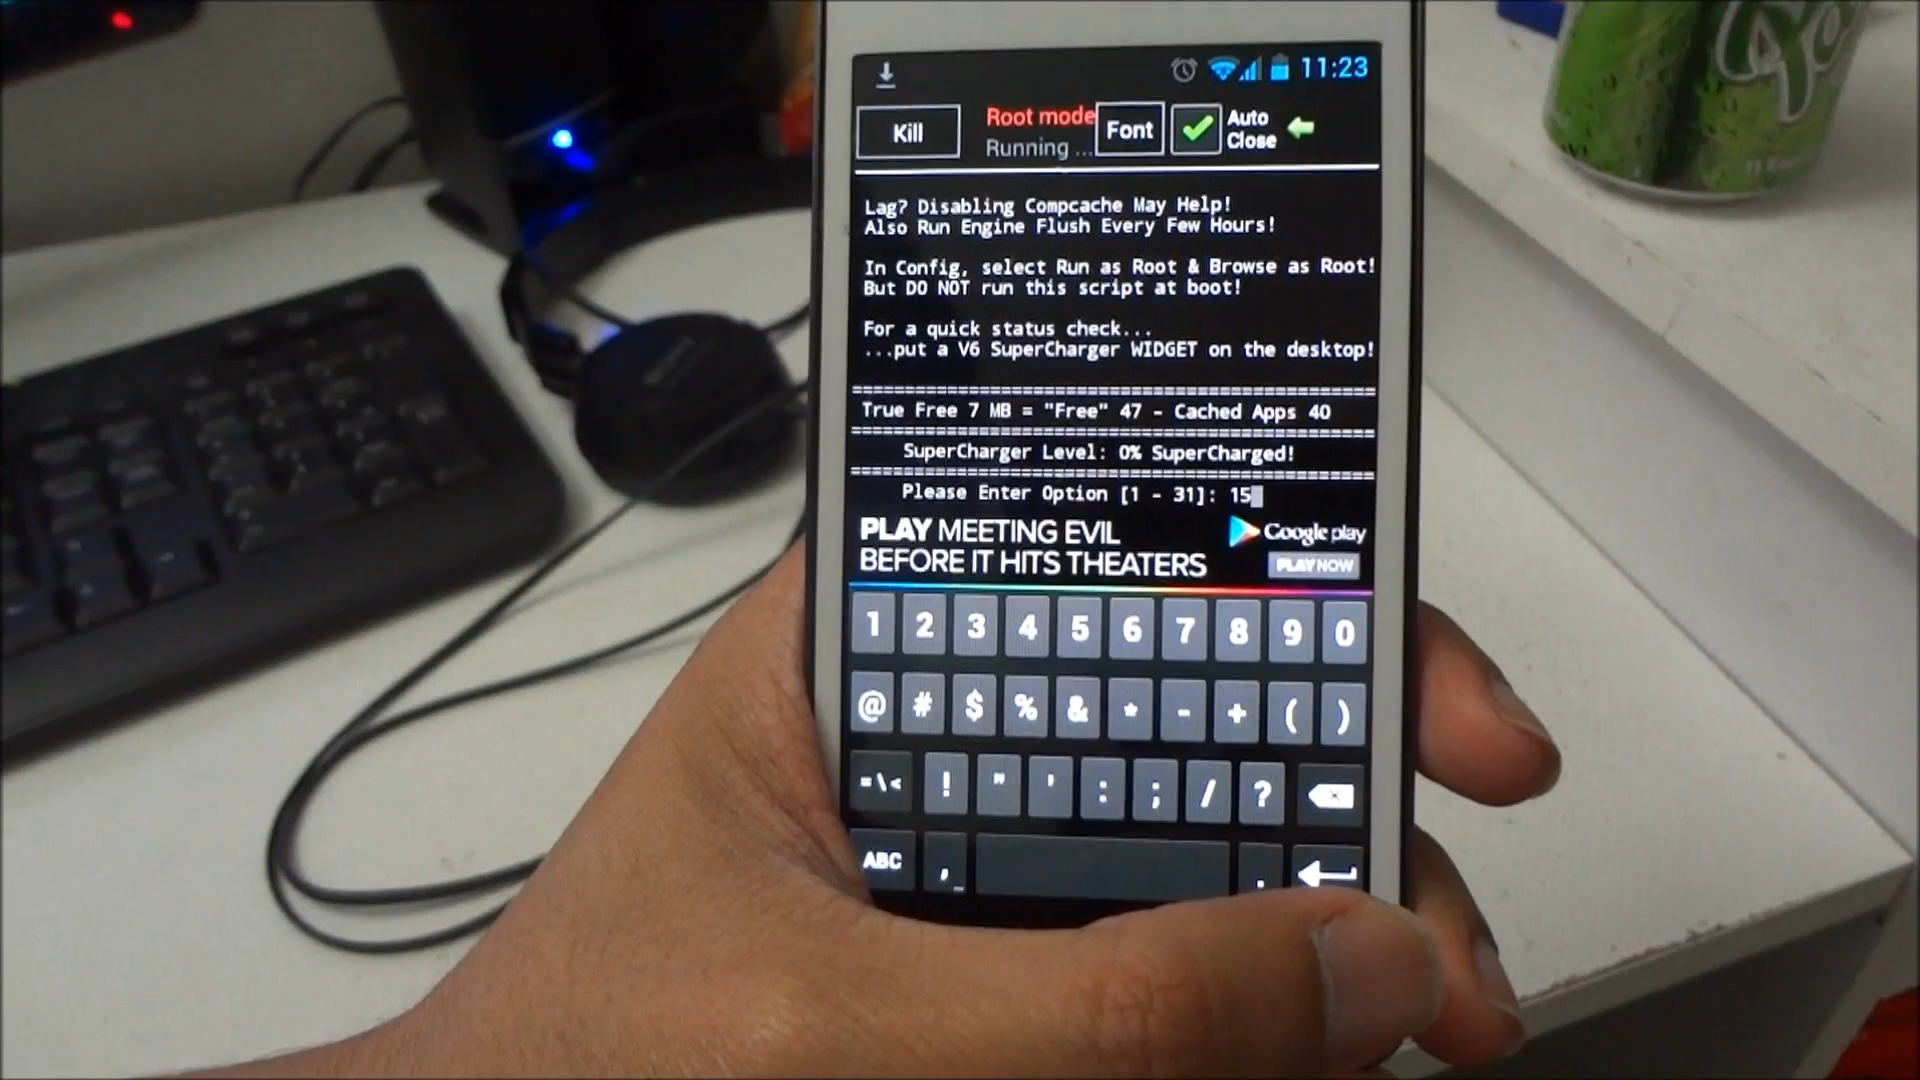 11:23
Kill
Root mode
Running ...
Font
Auto
Close
Lag? Disabling Compcache May Help!
Also Run Engine Flush Every Few Hours!
In Config, select Run as Root & Browse as Root!
But DO NOT run this script at boot!
For a quick status check...
...put a V6 SuperCharger WIDGET on the desktop!
================================================
True Free 7 MB = "Free" 47 - Cached Apps 40
================================================
SuperCharger Level: 0% SuperCharged!
================================================
Please Enter Option [1 - 31]: 15
PLAY MEETING EVIL
BEFORE IT HITS THEATERS
Google play
PLAY NOW
1 2 3 4 5 6 7 8 9 0
@ # $ % & * - + ( )
=\< ! " ' : ; / ?
ABC , _ .